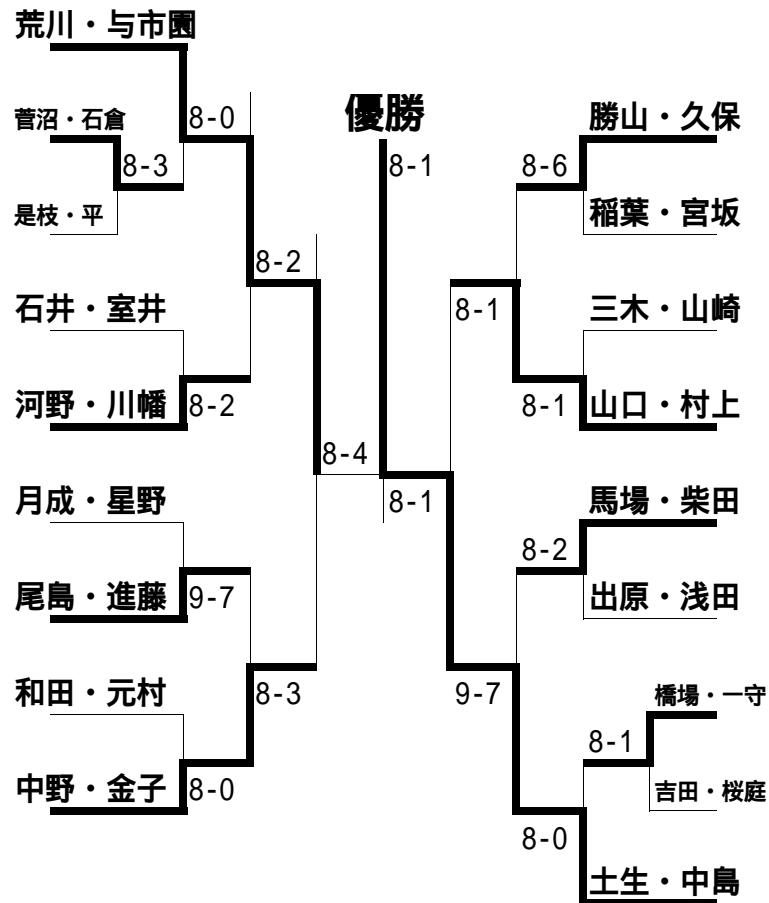 荒川・与市園
菅沼・石倉
8-0
8-3
是枝・平
8-2
石井・室井
河野・川幡
8-2
8-4
月成・星野
尾島・進藤
9-7
和田・元村
8-3
中野・金子
8-0
優勝
8-1
8-1
勝山・久保
8-6
稲葉・宮坂
8-1
三木・山崎
8-1
山口・村上
馬場・柴田
8-2
出原・浅田
9-7
橋場・一守
8-1
吉田・桜庭
8-0
土生・中島